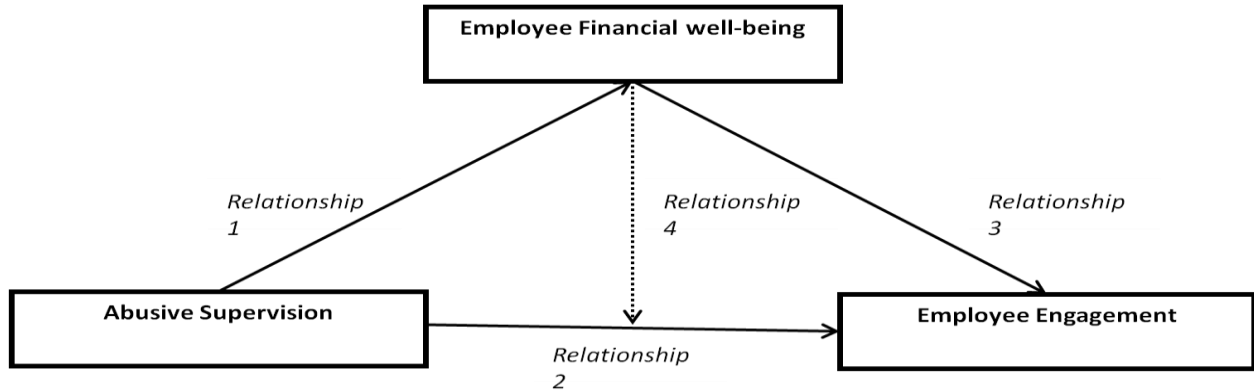 Employee Financial well-being
Relationship
1
Relationship
4
Relationship
3
Abusive Supervision
Employee Engagement
Relationship
2